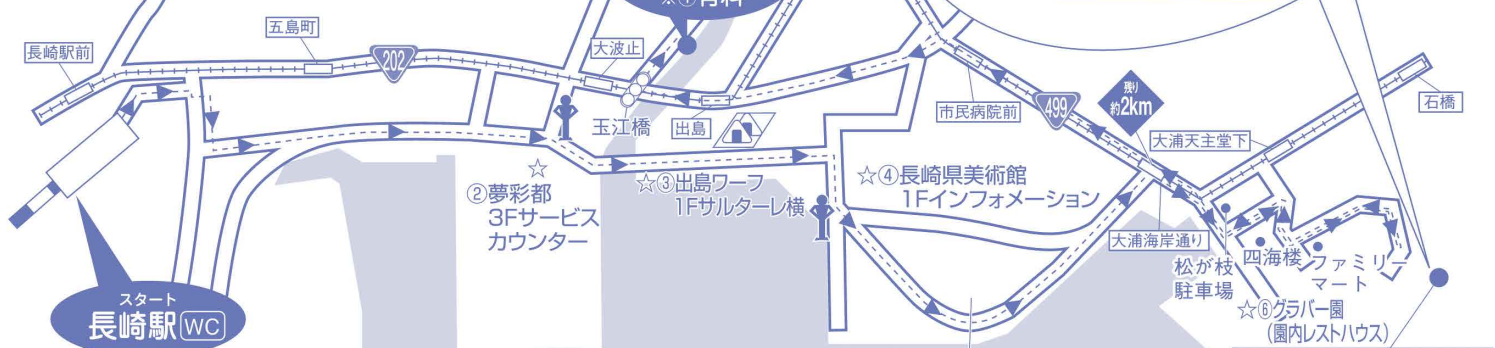 ※①有料
五島町
長崎駅前
202
大波止
玉江橋
出島
市民病院前
499
残り
約2km
石橋
大浦天主堂下
☆
②夢彩都
3Fサービス
カウンター
☆③出島ワーフ
1Fサルターレ横
☆④長崎県美術館
1Fインフォメーション
大浦海岸通り
松が枝
駐車場
四海楼
ファミリー
マート
☆⑥グラバー園
(園内レストハウス)
スタート
長崎駅 WC